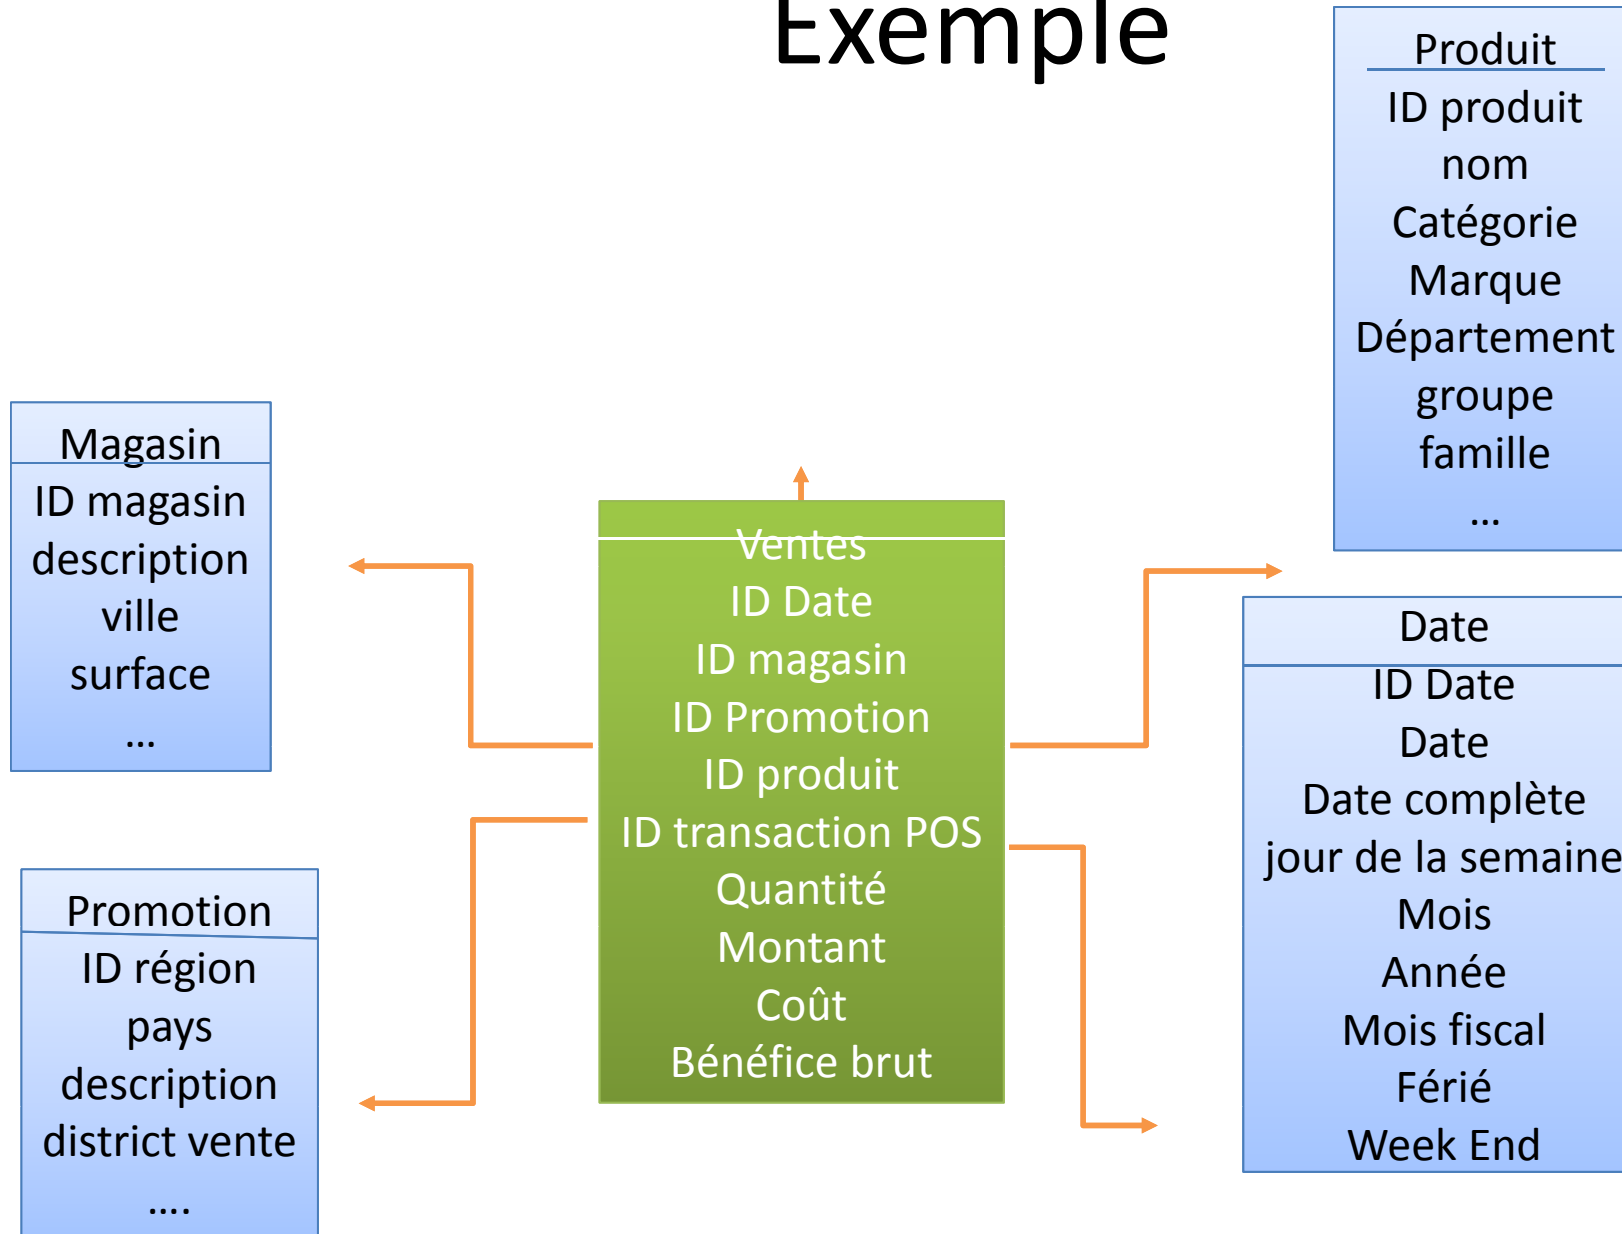 Exemple
Produit
ID produit
nom
Catégorie
Marque
Département
groupe
famille
...
Magasin
ID magasin
description
ville
surface
...
Ventes
ID Date
ID magasin
ID Promotion
ID produit
ID transaction POS
Quantité
Montant
Coût
Bénéfice brut
Date
ID Date
Date
Date complète
jour de la semaine
Mois
Année
Mois fiscal
Férié
Week End
Promotion
ID région
pays
description
district vente
....